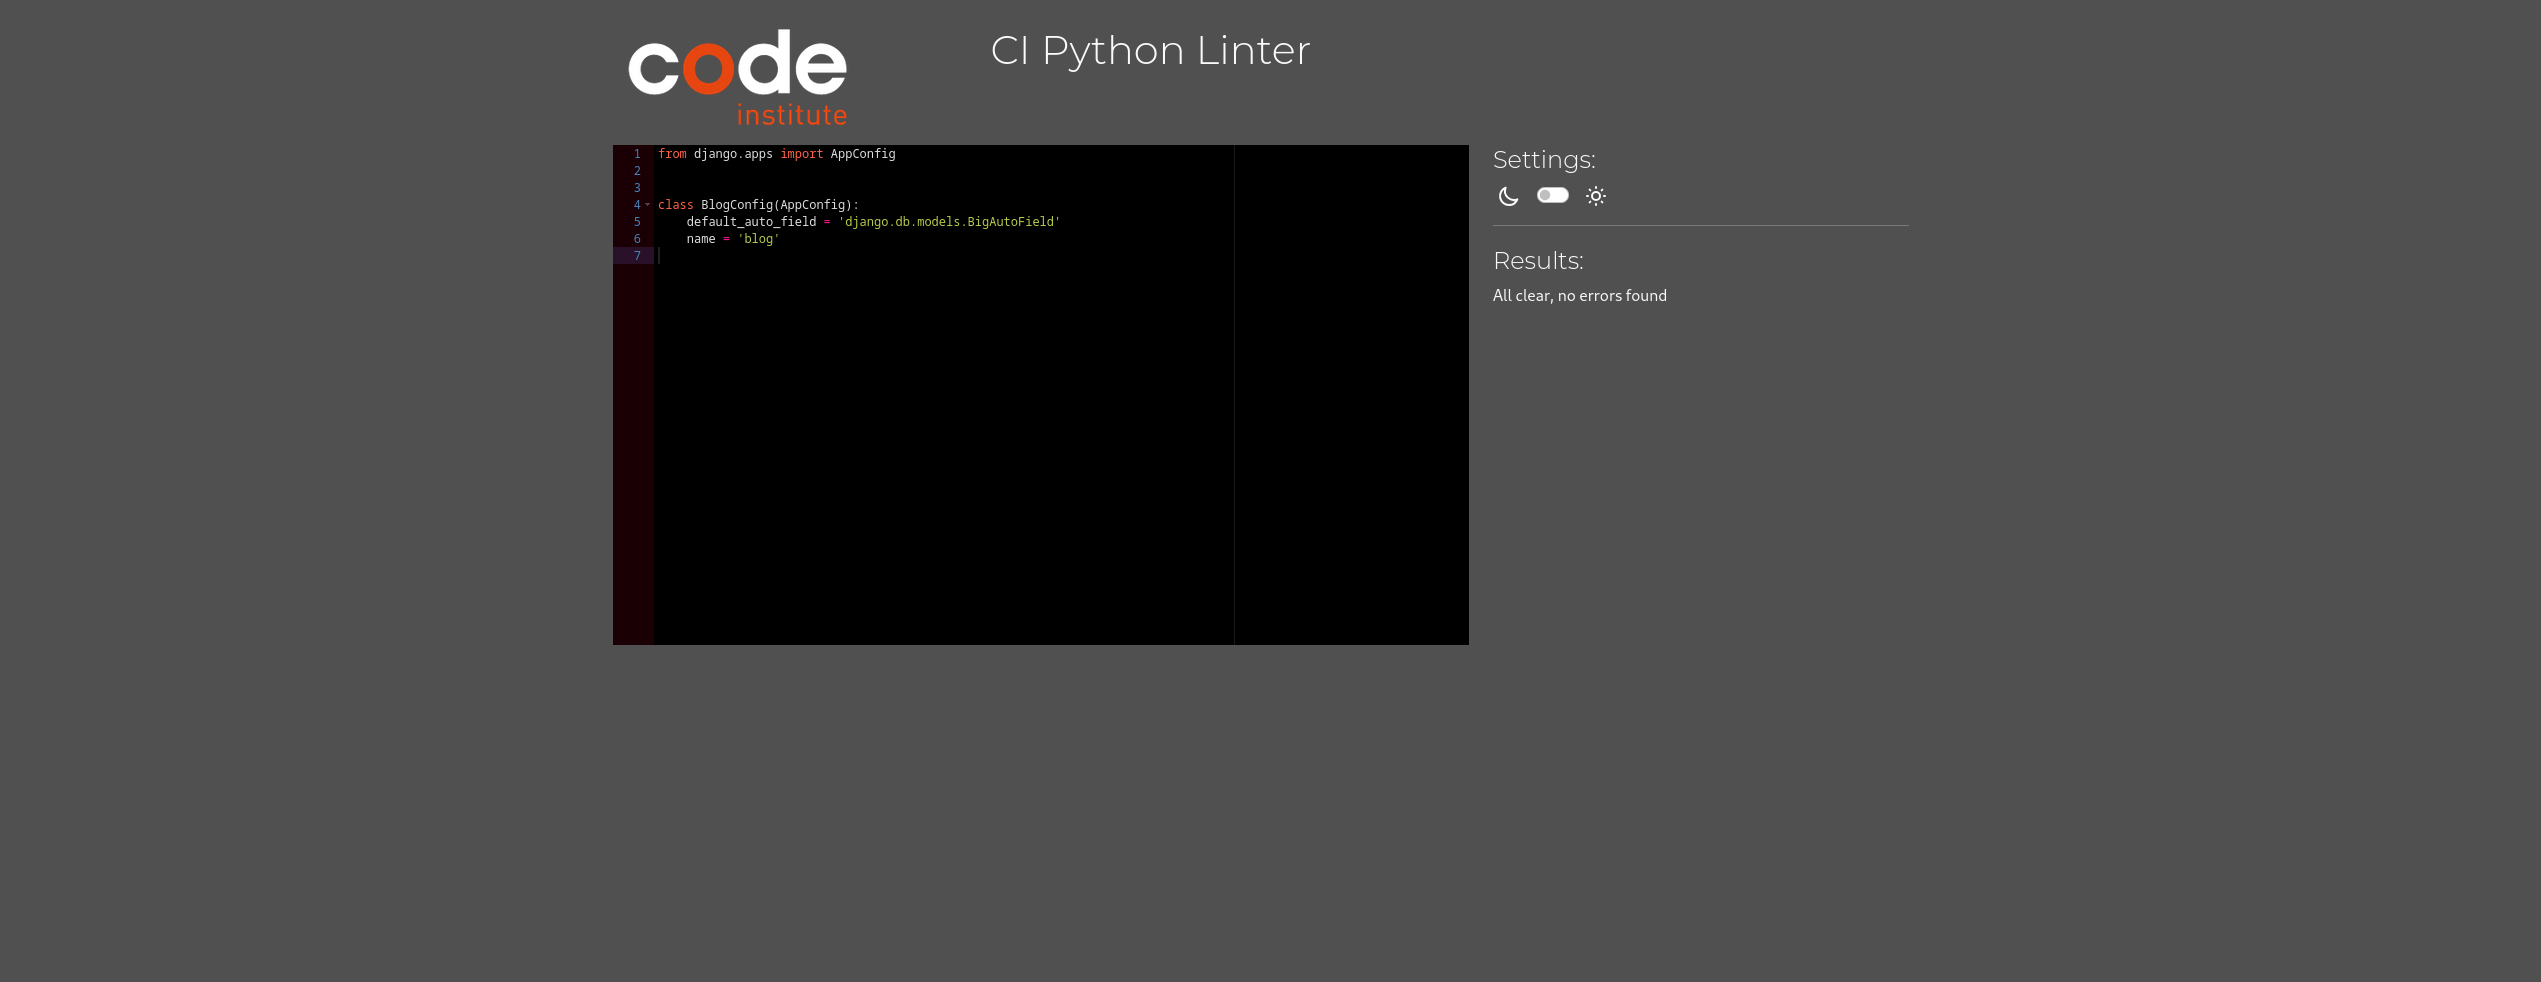 code
institute
CI Python Linter
1 from django.apps import AppConfig
2
3
4 class BlogConfig(AppConfig):
5     default_auto_field = 'django.db.models.BigAutoField'
6     name = 'blog'
7
Settings:
Results:
All clear, no errors found